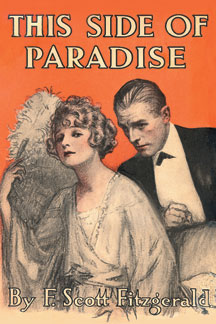 THIS SIDE OF
PARADISE
By F. Scott Fitzgerald.